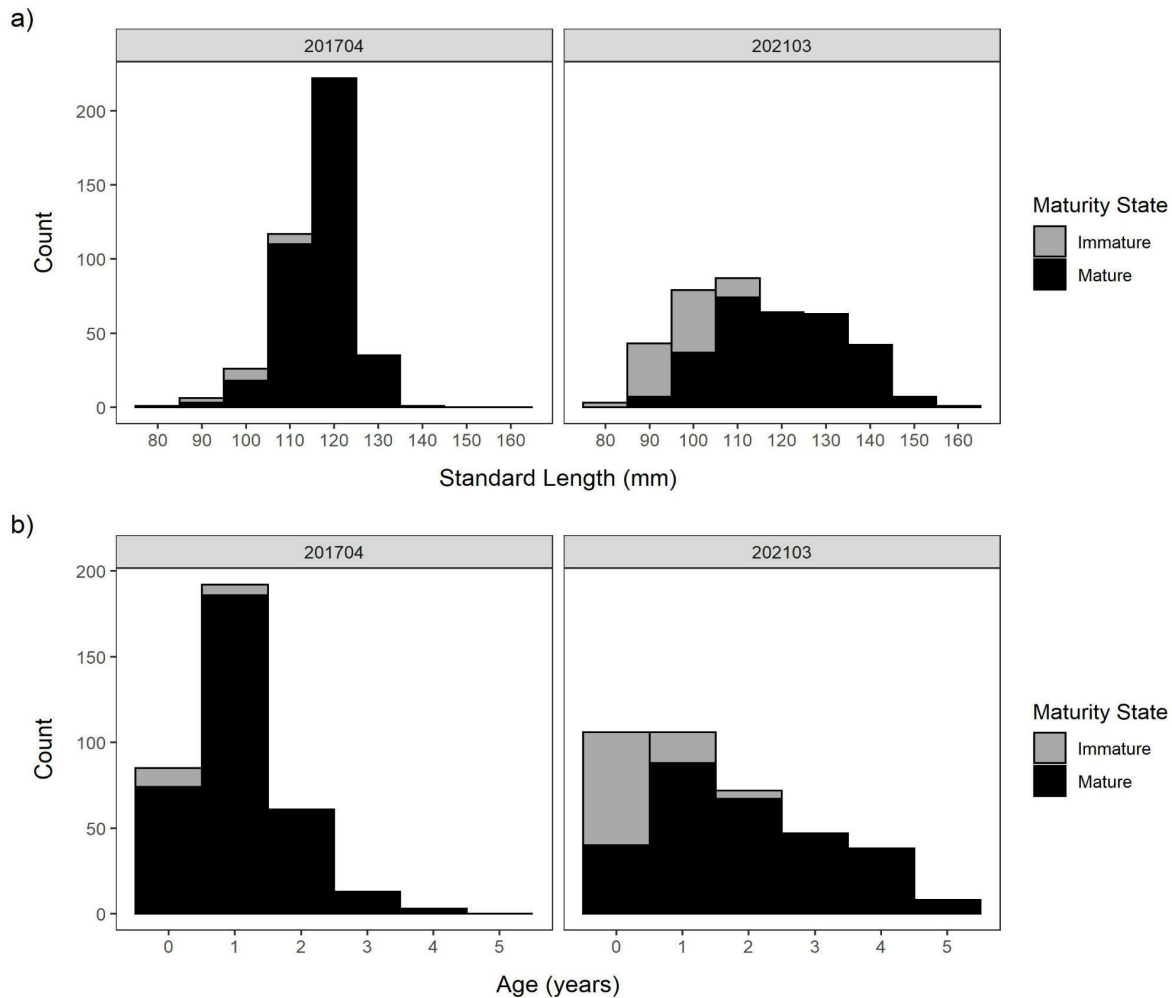 a)
201704 202103
200
150
100
50
0
Count
80 90 100 110 120 130 140 150 160 80 90 100 110 120 130 140 150 160
Standard Length (mm)
Maturity State
Immature
Mature
b)
201704 202103
200
150
100
50
0
Count
0 1 2 3 4 5 0 1 2 3 4 5
Age (years)
Maturity State
Immature
Mature